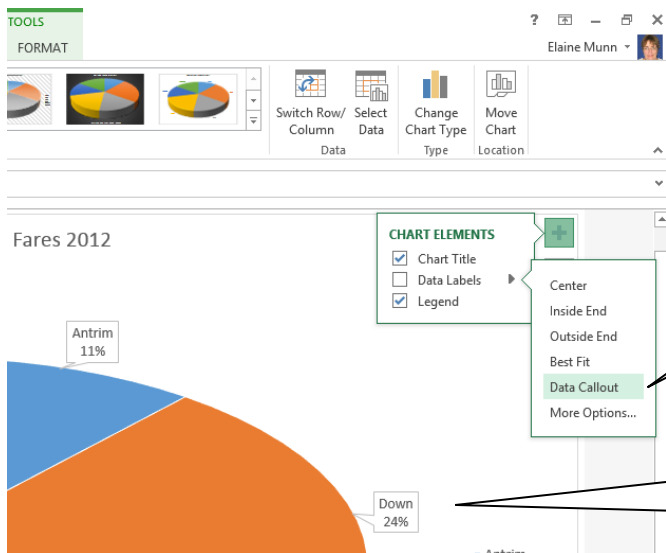 TOOLS
?
FORMAT
Elaine Munn
Switch Row/ Column
Select Data
Change Chart Type
Move Chart
Data
Type
Location
Fares 2012
CHART ELEMENTS
Chart Title
Data Labels
Legend
Center
Inside End
Outside End
Best Fit
Data Callout
More Options...
Antrim
11%
Down
24%
Antrim